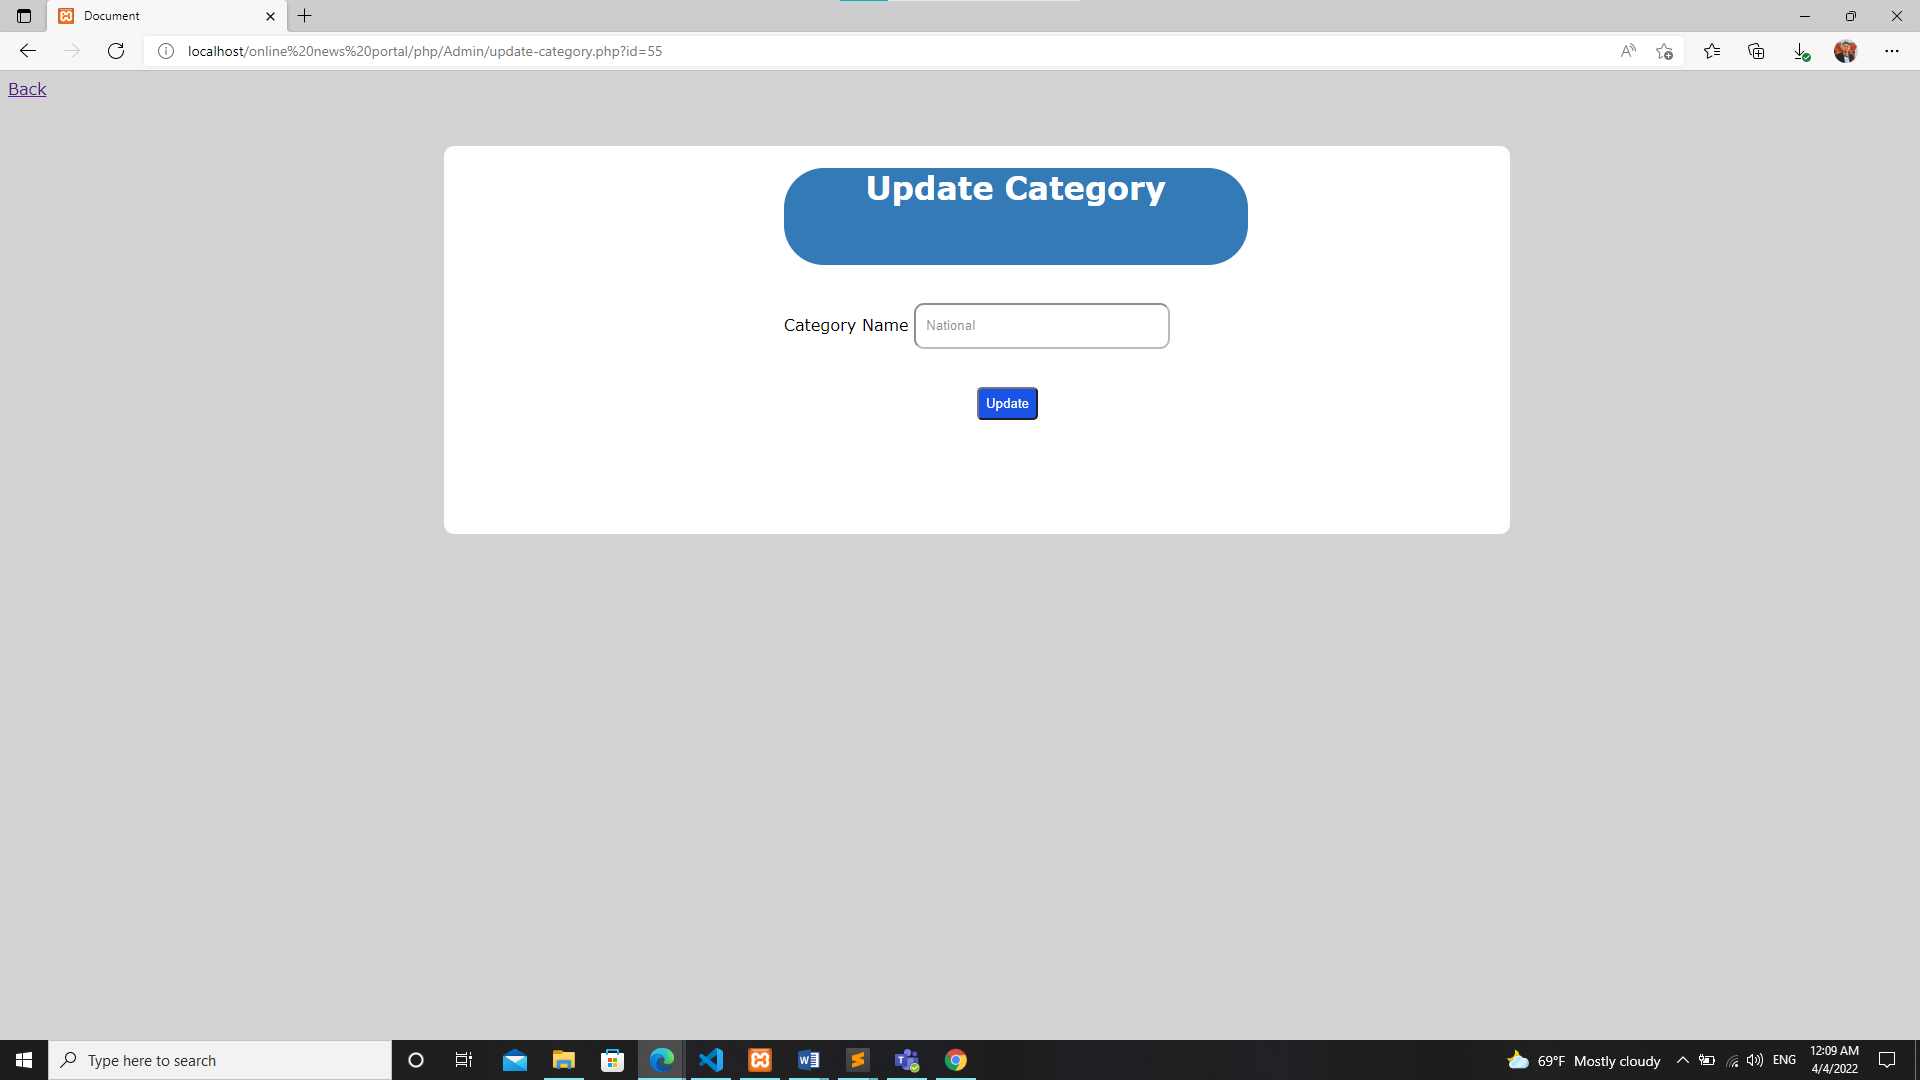 Document
localhost/online%20news%20portal/php/Admin/update-category.php?id=55
Back
Update Category
Category Name National
Update
Type here to search
69°F Mostly cloudy
ENG
12:09 AM
4/4/2022